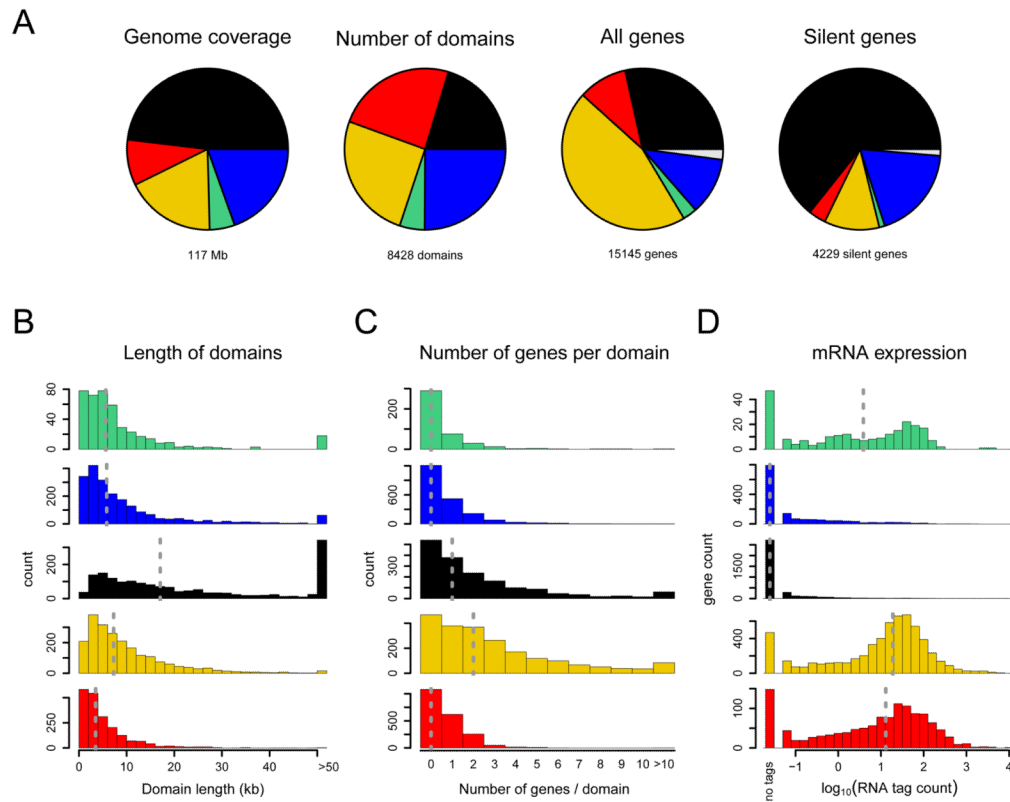 A
Genome coverage
Number of domains
All genes
Silent genes
117 Mb
8428 domains
15145 genes
4229 silent genes
B
Length of domains
0 40 80
0 200
count
0 200
0 200
0 250
0 10 20 30 40 >50
Domain length (kb)
C
Number of genes per domain
0 200
0 600
count
0 300
0 200
0 500
0 1 2 3 4 5 6 7 8 9 10 >10
Number of genes / domain
D
mRNA expression
0 20 40
0 400
gene count
0 1500
0 400
0 100
no tags
−1 0 1 2 3 4
log10(RNA tag count)